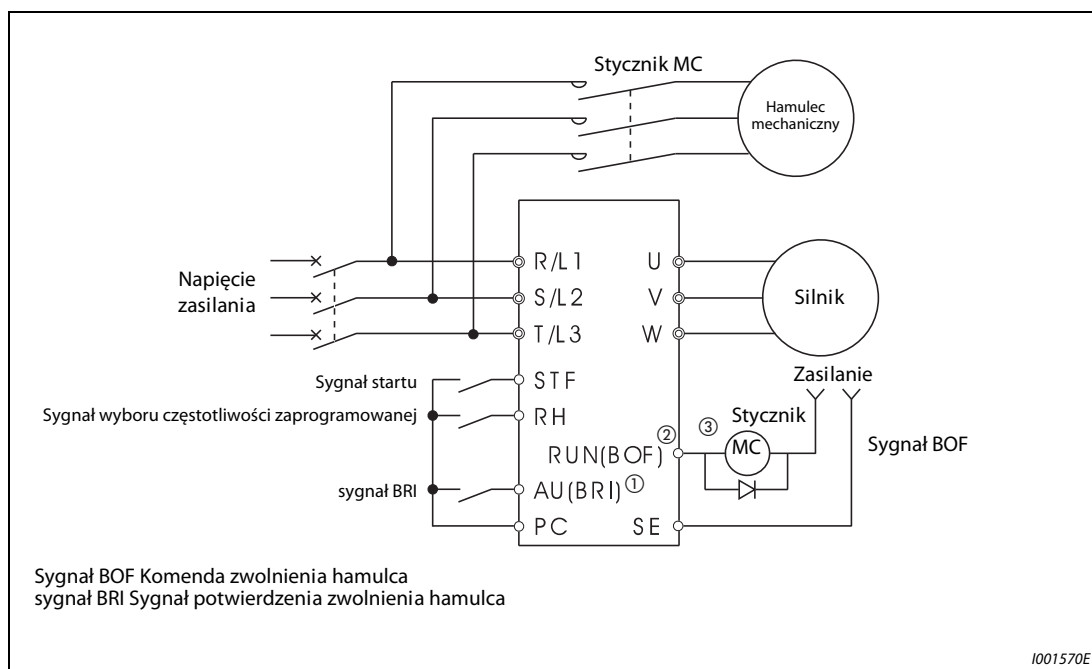 Stycznik MC
Hamulec
mechaniczny
Napięcie
zasilania
R/L1
S/L2
T/L3
U
V
W
Silnik
Sygnał startu
STF
Sygnał wyboru częstotliwości zaprogramowanej
RH
Zasilanie
Stycznik
MC
Sygnał BOF
RUN(BOF) ②
③
sygnał BRI
AU(BRI) ①
PC
SE
Sygnał BOF Komenda zwolnienia hamulca
sygnał BRI Sygnał potwierdzenia zwolnienia hamulca
I001570E